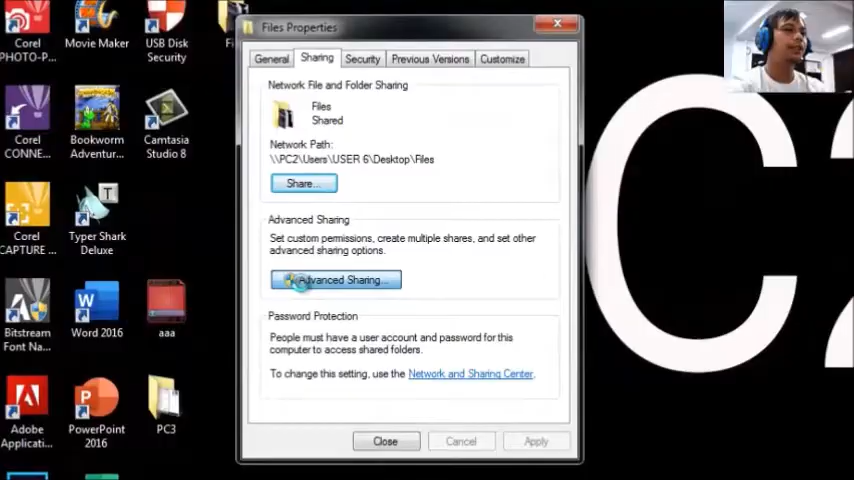 Corel
PHOTO-P...
Movie Maker
USB Disk
Security
Corel
CONNE...
Bookworm
Adventur...
Camtasia
Studio 8
Corel
CAPTURE ...
Typer Shark
Deluxe
Bitstream
Font Na...
Word 2016
aaa
Adobe
Applicati...
PowerPoint
2016
PC3
Files Properties
General
Sharing
Security
Previous Versions
Customize
Network File and Folder Sharing
Files
Shared
Network Path:
\\PC2\Users\USER 6\Desktop\Files
Share...
Advanced Sharing
Set custom permissions, create multiple shares, and set other
advanced sharing options.
Advanced Sharing...
Password Protection
People must have a user account and password for this
computer to access shared folders.
To change this setting, use the Network and Sharing Center.
Close
Cancel
Apply
C2